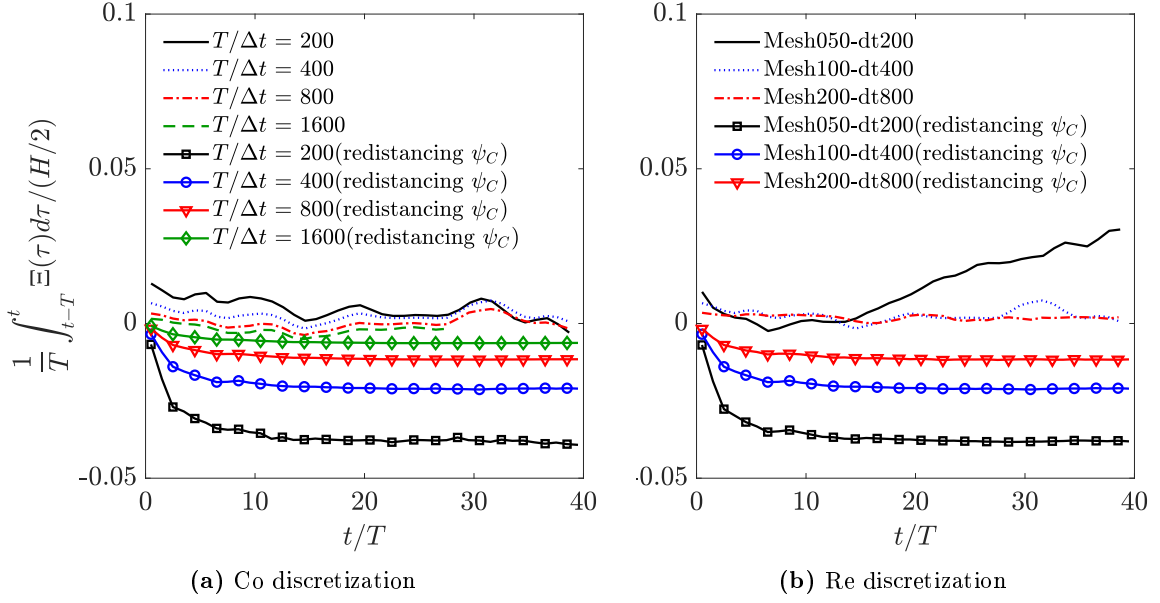 0.1
0.05
0
-0.05
0 10 20 30 40
t/T
1/T ∫_{t−T}^{t} Ξ(τ)dτ/(H/2)
T/Δt = 200
T/Δt = 400
T/Δt = 800
T/Δt = 1600
T/Δt = 200(redistancing ψ_C)
T/Δt = 400(redistancing ψ_C)
T/Δt = 800(redistancing ψ_C)
T/Δt = 1600(redistancing ψ_C)
(a) Co discretization
0.1
0.05
0
-0.05
0 10 20 30 40
t/T
Mesh050-dt200
Mesh100-dt400
Mesh200-dt800
Mesh050-dt200(redistancing ψ_C)
Mesh100-dt400(redistancing ψ_C)
Mesh200-dt800(redistancing ψ_C)
(b) Re discretization